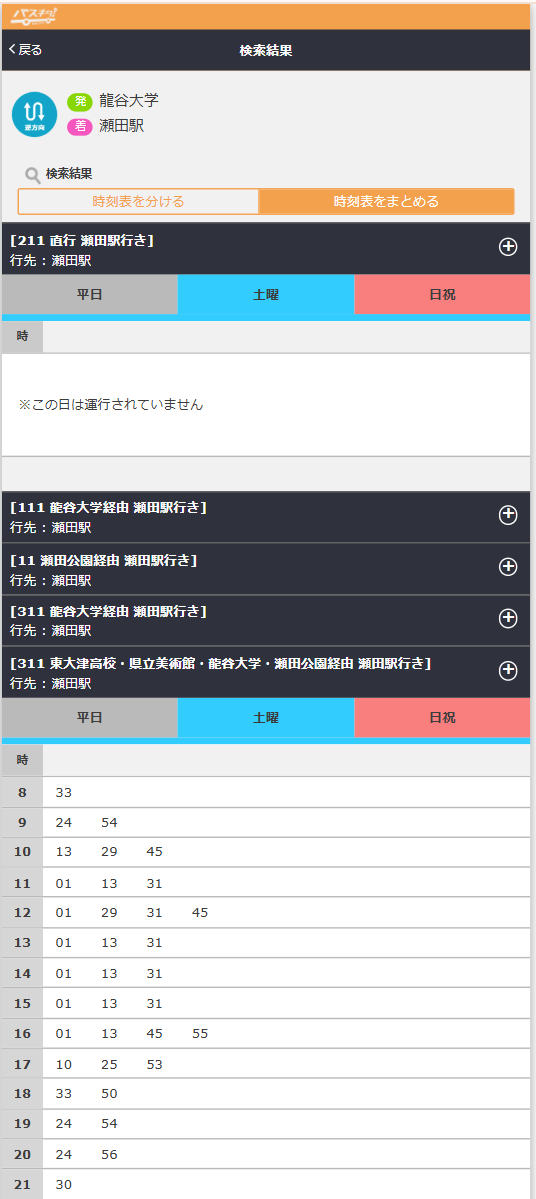 バスギグ!
戻る
検索結果
逆方向
発 龍谷大学
着 瀬田駅
検索結果
時刻表を分ける 時刻表をまとめる
[211 直行 瀬田駅行き]
行先：瀬田駅
平日 土曜 日祝
時
※この日は運行されていません
[111 龍谷大学経由 瀬田駅行き]
行先：瀬田駅
[11 瀬田公園経由 瀬田駅行き]
行先：瀬田駅
[311 龍谷大学経由 瀬田駅行き]
行先：瀬田駅
[311 東大津高校・県立美術館・龍谷大学・瀬田公園経由 瀬田駅行き]
行先：瀬田駅
平日 土曜 日祝
時
8 33
9 24 54
10 13 29 45
11 01 13 31
12 01 29 31 45
13 01 13 31
14 01 13 31
15 01 13 31
16 01 13 45 55
17 10 25 53
18 33 50
19 24 54
20 24 56
21 30